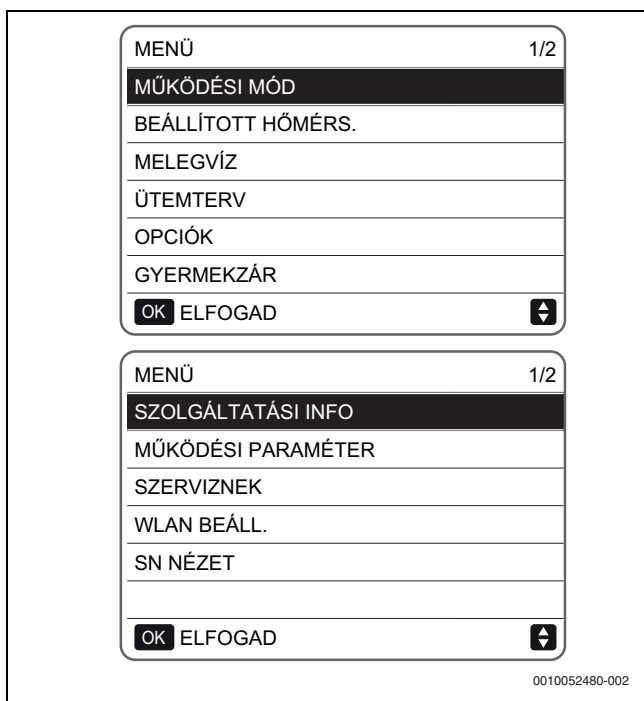 MENÜ 1/2
MŰKÖDÉSI MÓD
BEÁLLÍTOTT HŐMÉRS.
MELEGVÍZ
ÜTEMTERV
OPCIÓK
GYERMEKZÁR
OK ELFOGAD
MENÜ 1/2
SZOLGÁLTATÁSI INFO
MŰKÖDÉSI PARAMÉTER
SZERVIZNEK
WLAN BEÁLL.
SN NÉZET
OK ELFOGAD
0010052480-002